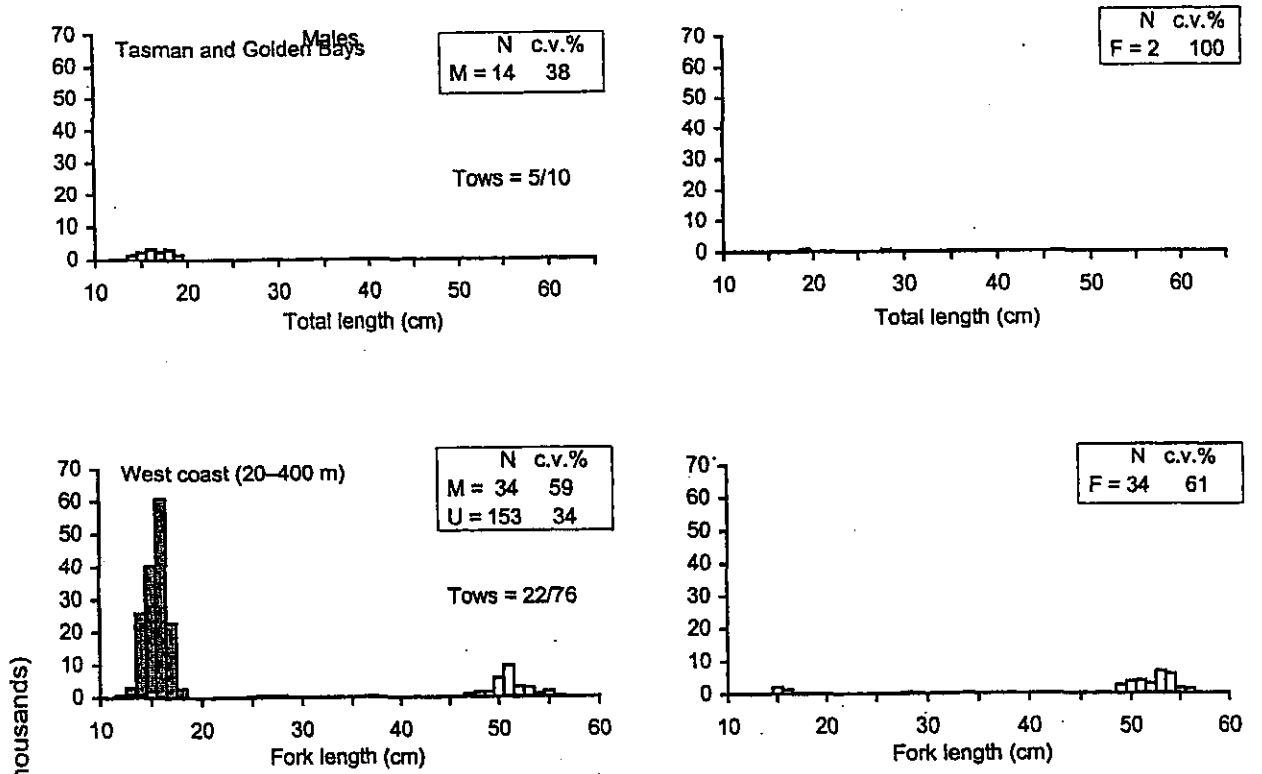 Males
Tasman and Golden Bays
N c.v.%
M = 14 38
Tows = 5/10
70
60
50
40
30
20
10
0
10 20 30 40 50 60
Total length (cm)
N c.v.%
F = 2 100
70
60
50
40
30
20
10
0
10 20 30 40 50 60
Total length (cm)
West coast (20–400 m)
N c.v.%
M = 34 59
U = 153 34
Tows = 22/76
70
60
50
40
30
20
10
0
10 20 30 40 50 60
Fork length (cm)
N c.v.%
F = 34 61
70
60
50
40
30
20
10
0
10 20 30 40 50 60
Fork length (cm)
housands)